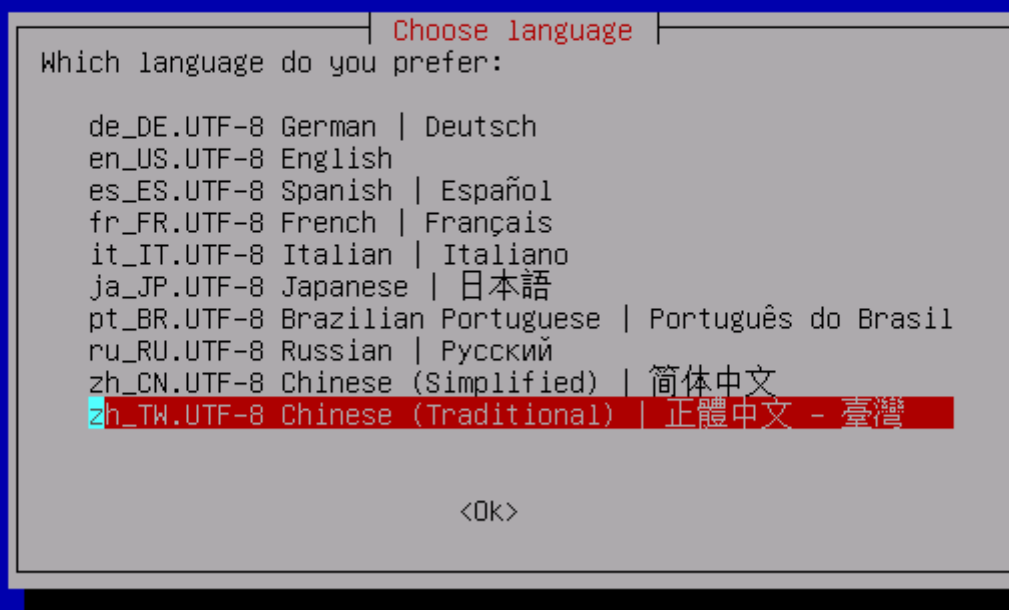 Choose language
Which language do you prefer:
de_DE.UTF-8 German | Deutsch
en_US.UTF-8 English
es_ES.UTF-8 Spanish | Español
fr_FR.UTF-8 French | Français
it_IT.UTF-8 Italian | Italiano
ja_JP.UTF-8 Japanese | 日本語
pt_BR.UTF-8 Brazilian Portuguese | Português do Brasil
ru_RU.UTF-8 Russian | Русский
zh_CN.UTF-8 Chinese (Simplified) | 简体中文
zh_TW.UTF-8 Chinese (Traditional) | 正體中文 - 臺灣
<Ok>